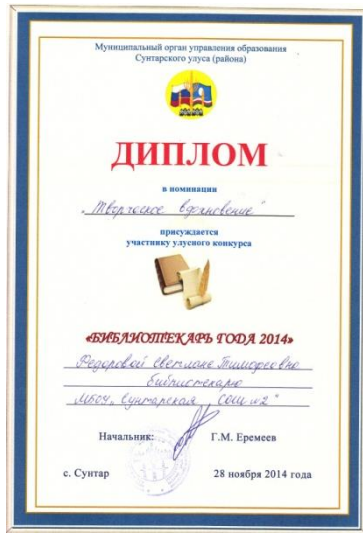 Муниципальный орган управления образования
Сунтарского улуса (района)
ДИПЛОМ
в номинации
„Творческое вдохновение"
присуждается
участнику улусного конкурса
«БИБЛИОТЕКАРЬ ГОДА 2014»
Федоровой Светлане Тимофеевне
библиотекарю
МБОУ „Сунтарская СОШ №2"
Начальник: Г.М. Еремеев
с. Сунтар 28 ноября 2014 года